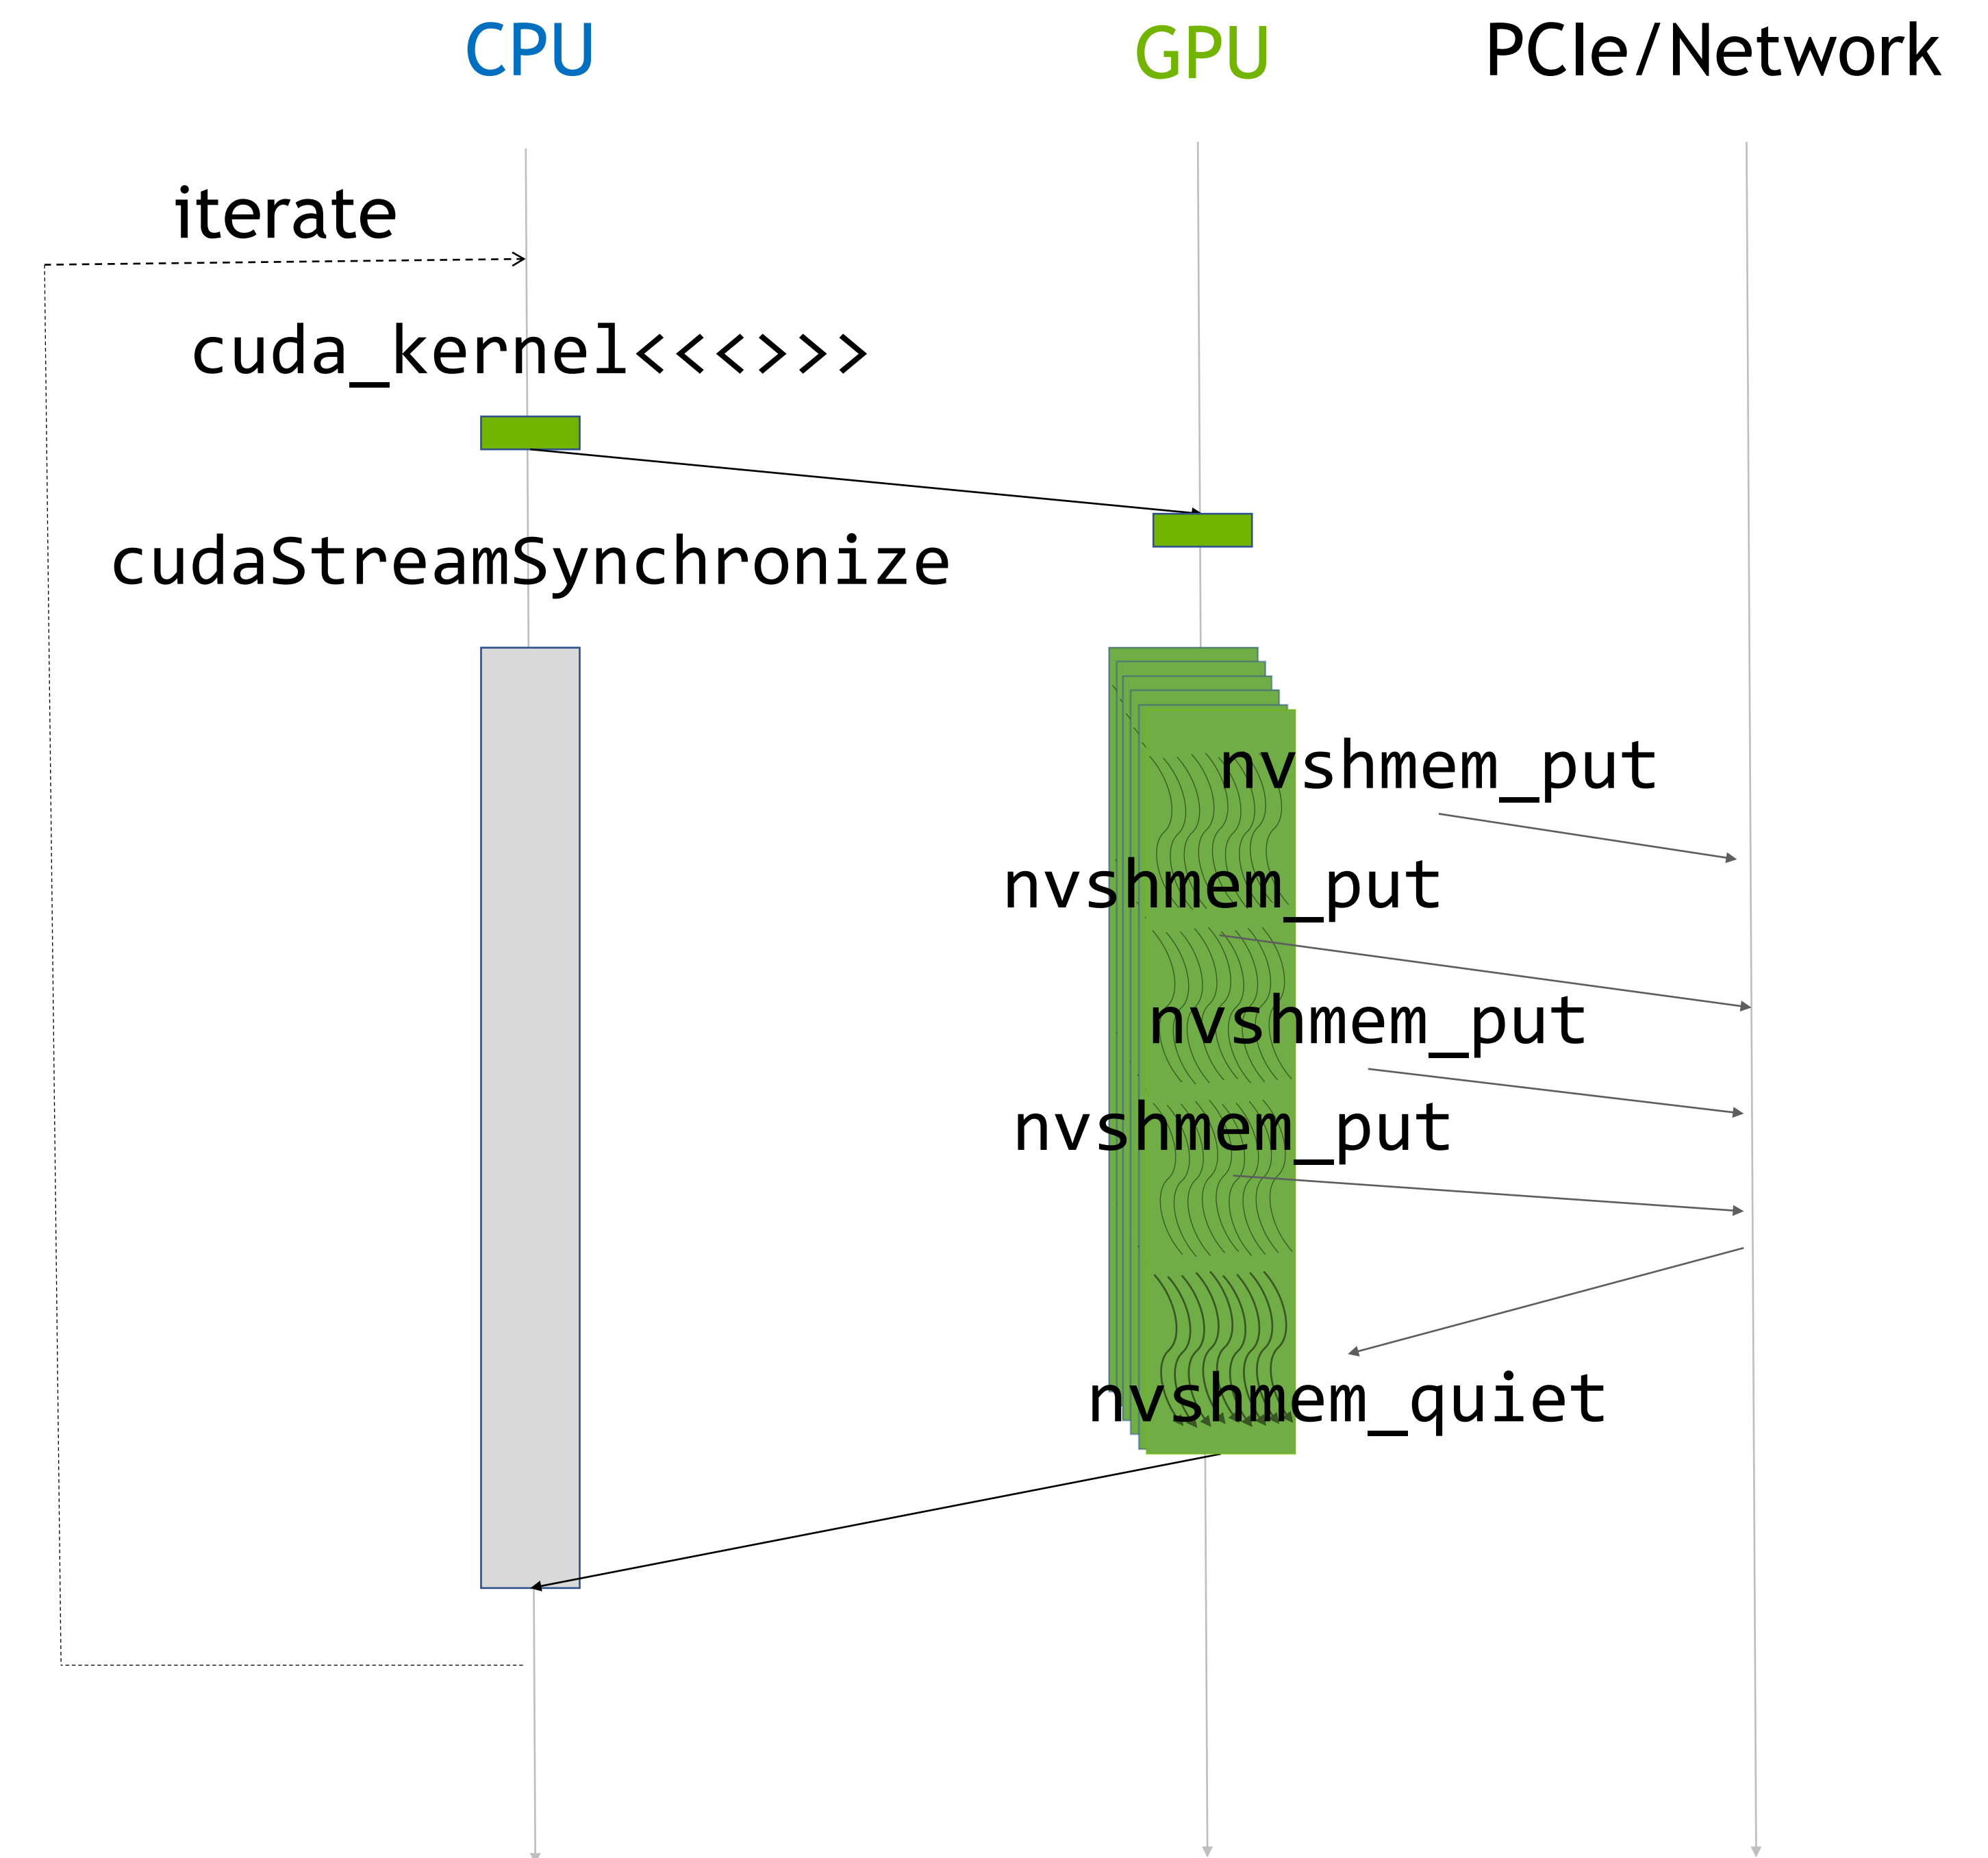 CPU
GPU
PCIe/Network
iterate
cuda_kernel<<<>>>
cudaStreamSynchronize
nvshmem_put
nvshmem_put
nvshmem_put
nvshmem_put
nvshmem_quiet